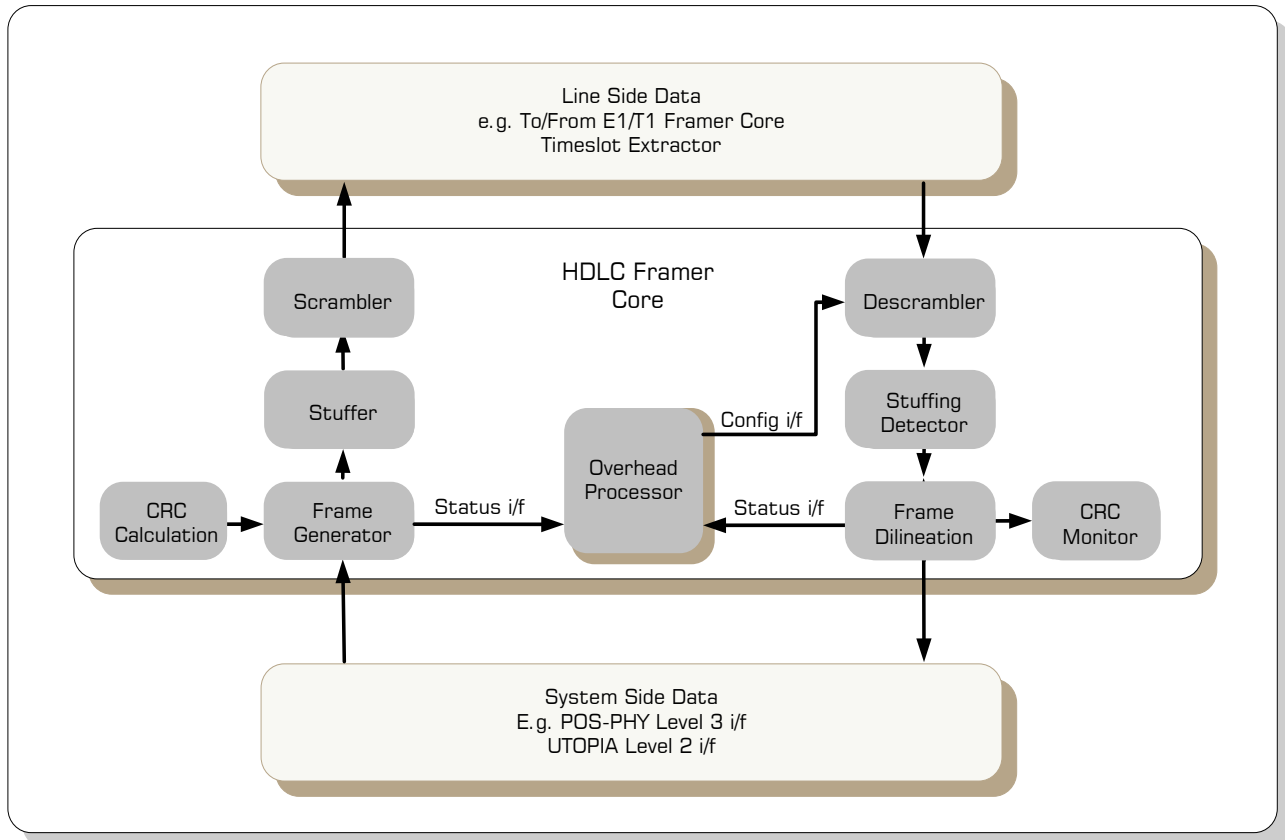 Line Side Data
e.g. To/From E1/T1 Framer Core
Timeslot Extractor
HDLC Framer
Core
Scrambler
Descrambler
Stuffer
Config i/f
Stuffing
Detector
Overhead
Processor
CRC
Calculation
Frame
Generator
Status i/f
Status i/f
Frame
Dilineation
CRC
Monitor
System Side Data
E.g. POS-PHY Level 3 i/f
UTOPIA Level 2 i/f